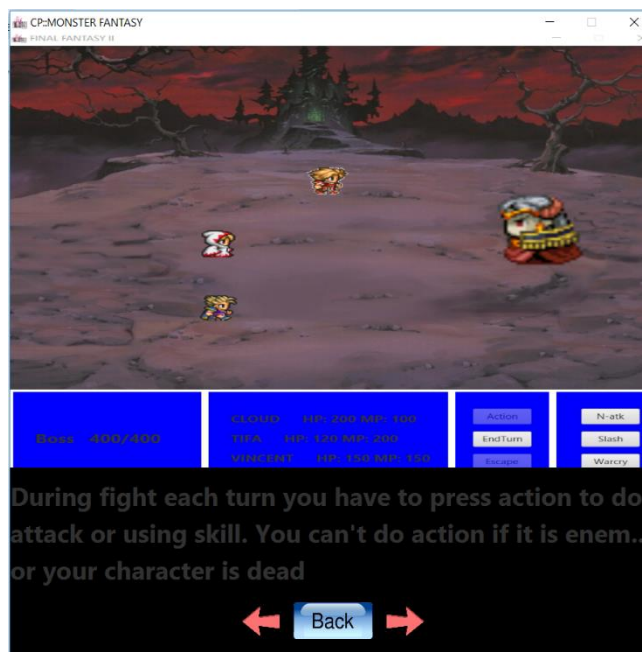 CP::MONSTER FANTASY
FINAL FANTASY II
Boss 400/400
CLOUD HP: 200 MP: 100
TIFA HP: 120 MP: 200
VINCENT HP: 150 MP: 150
Action
EndTurn
Escape
N-atk
Slash
Warcry
During fight each turn you have to press action to do
attack or using skill. You can't do action if it is enem..
or your character is dead
Back